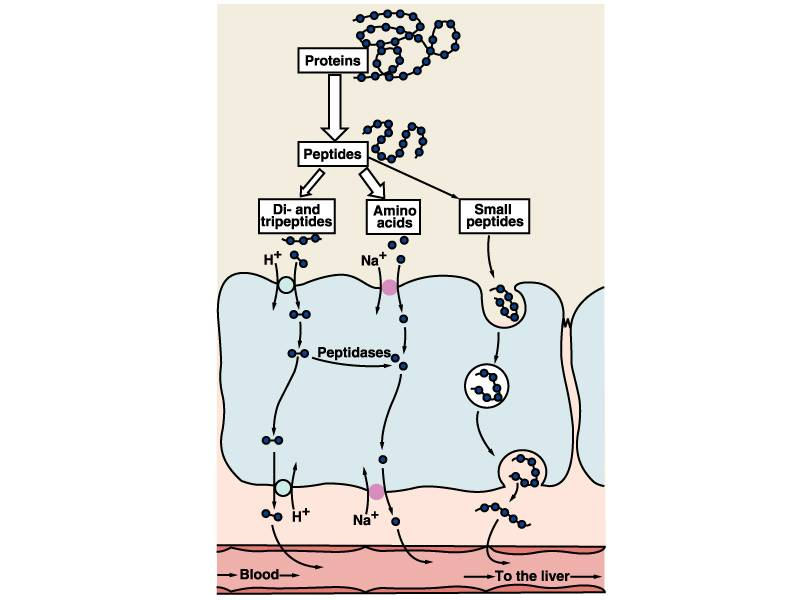 Proteins
Peptides
Di- and
tripeptides
Amino
acids
Small
peptides
H+
Na+
Peptidases
H+
Na+
Blood
To the liver